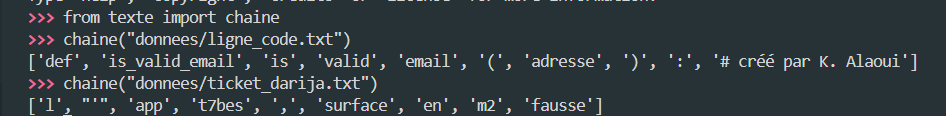 >>> from texte import chaine
>>> chaine("donnees/ligne_code.txt")
['def', 'is_valid_email', 'is', 'valid', 'email', '(', 'adresse', ')', ':', '# créé par K. Alaoui']
>>> chaine("donnees/ticket_darija.txt")
['l', "'", 'app', 't7bes', ',', 'surface', 'en', 'm2', 'fausse']